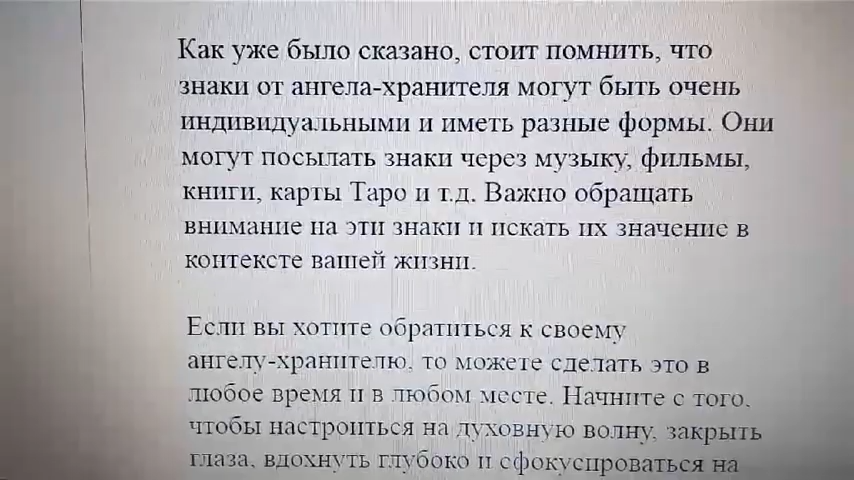 Как уже было сказано, стоит помнить, что
знаки от ангела-хранителя могут быть очень
индивидуальными и иметь разные формы. Они
могут посылать знаки через музыку, фильмы,
книги, карты Таро и т.д. Важно обращать
внимание на эти знаки и искать их значение в
контексте вашей жизни.
Если вы хотите обратиться к своему
ангелу-хранителю, то можете сделать это в
любое время и в любом месте. Начните с того,
чтобы настроиться на духовную волну, закрыть
глаза, вдохнуть глубоко и сфокусироваться на